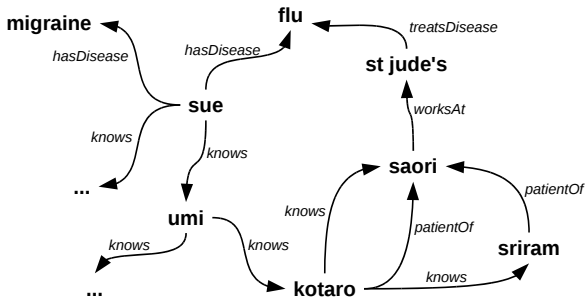 flu
migraine
treatsDisease
hasDisease
hasDisease
st jude's
sue
worksAt
knows
knows
saori
...
patientOf
knows
umi
patientOf
knows
knows
sriram
knows
...
kotaro